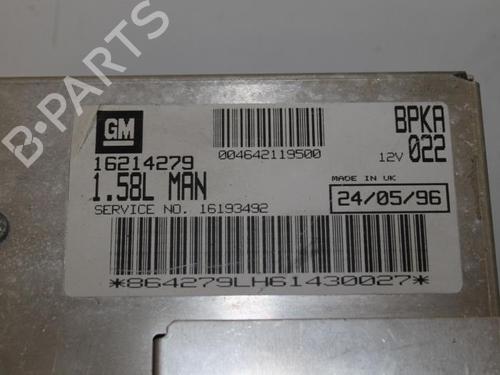 GM
004642119500
BPKA
12V 022
16214279
1.58L MAN
SERVICE NO. 16193492
MADE IN UK
24/05/96
*864279LH61430027*
B-PARTS